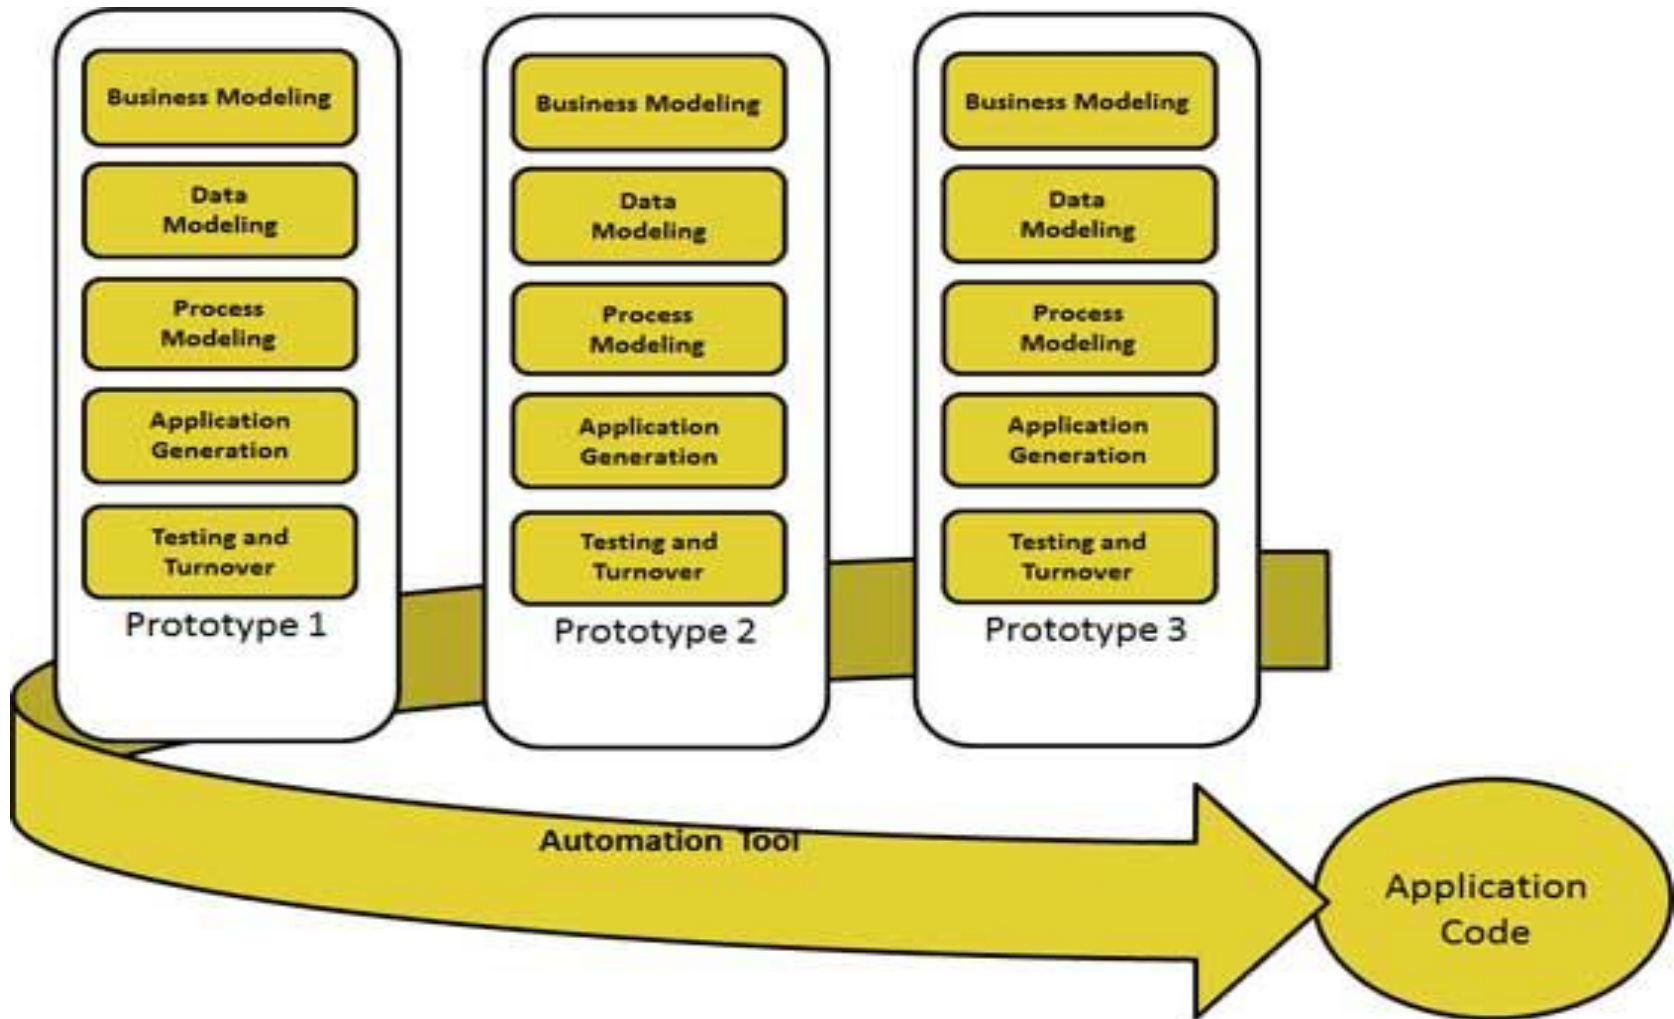 Business Modeling
Data
Modeling
Process
Modeling
Application
Generation
Testing and
Turnover
Prototype 1
Business Modeling
Data
Modeling
Process
Modeling
Application
Generation
Testing and
Turnover
Prototype 2
Business Modeling
Data
Modeling
Process
Modeling
Application
Generation
Testing and
Turnover
Prototype 3
Automation Tool
Application
Code